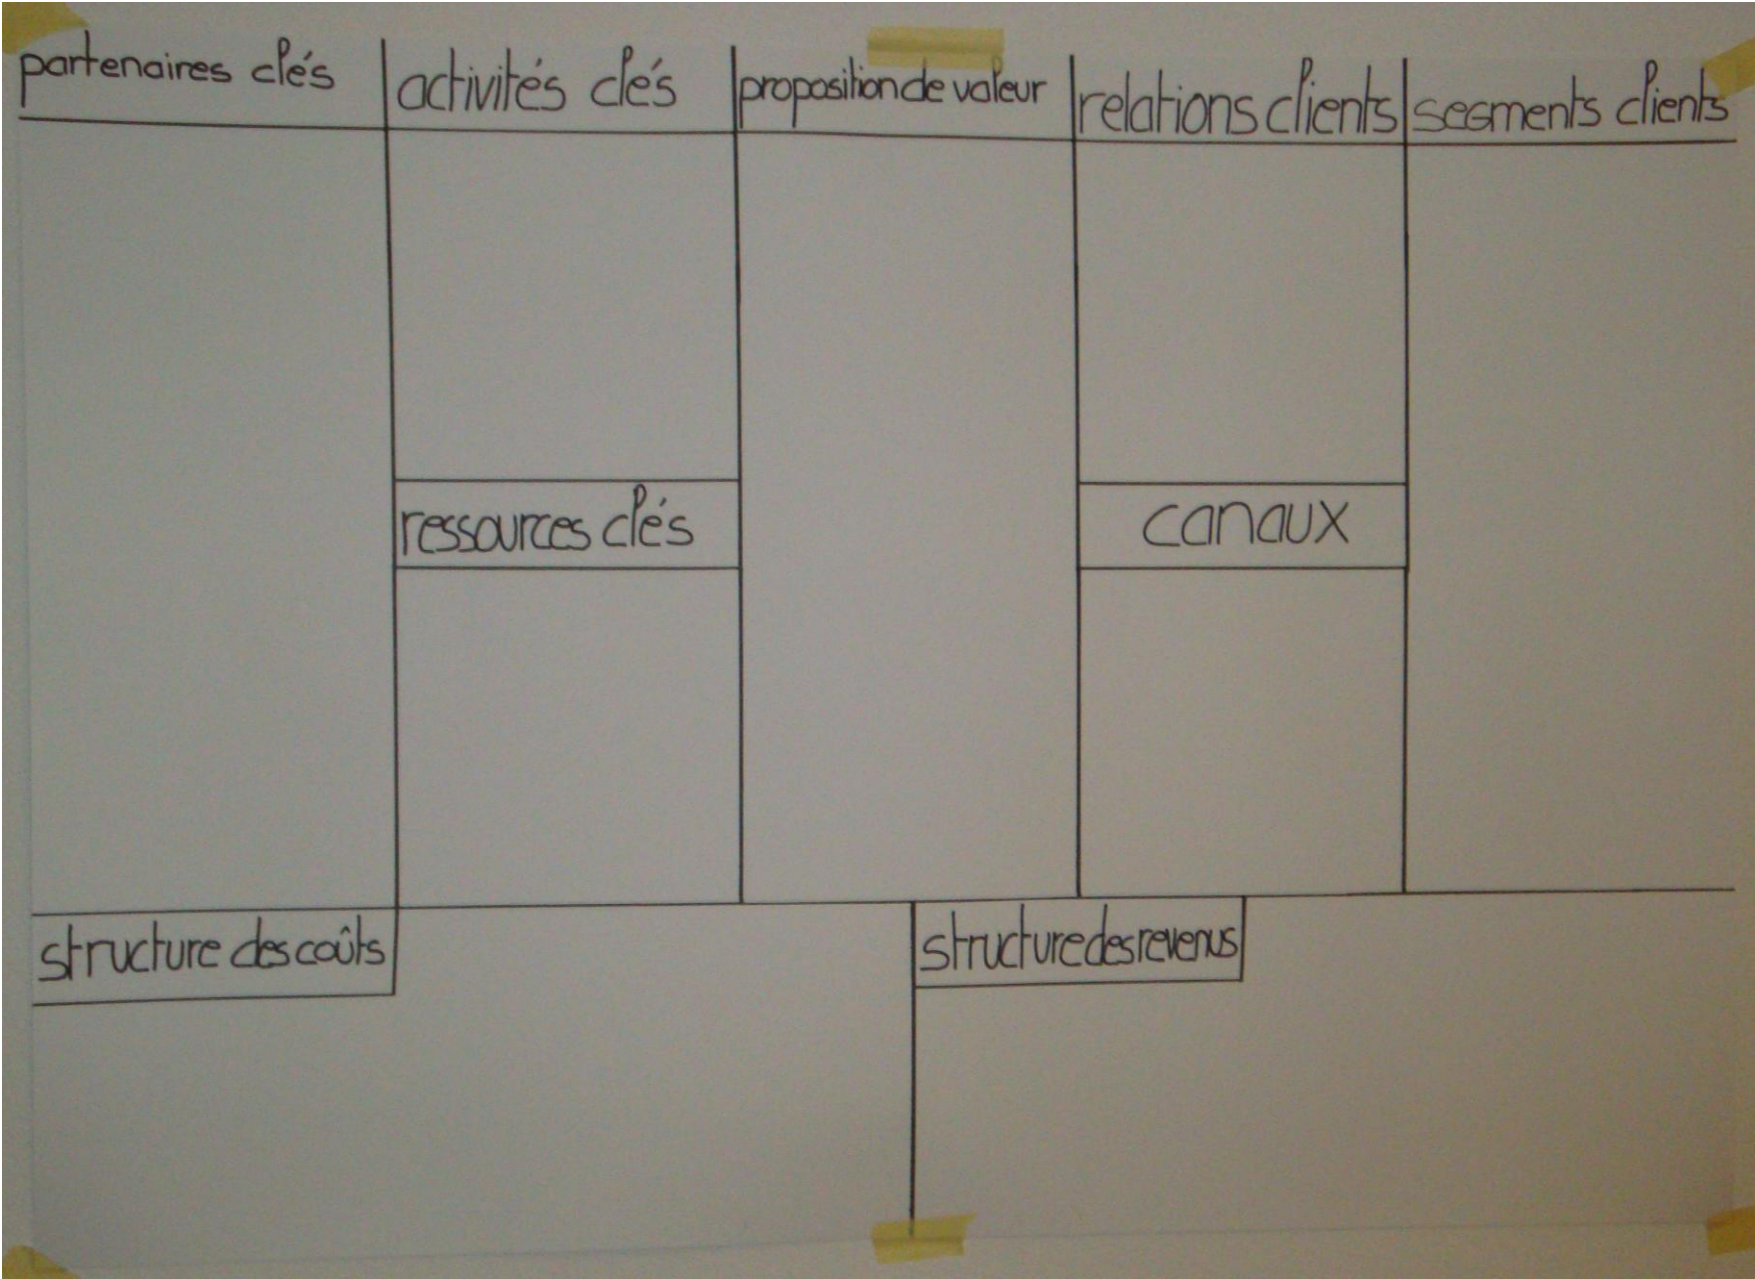 partenaires clés
activités clés
proposition de valeur
relations clients
segments clients
ressources clés
canaux
structure des coûts
structure des revenus